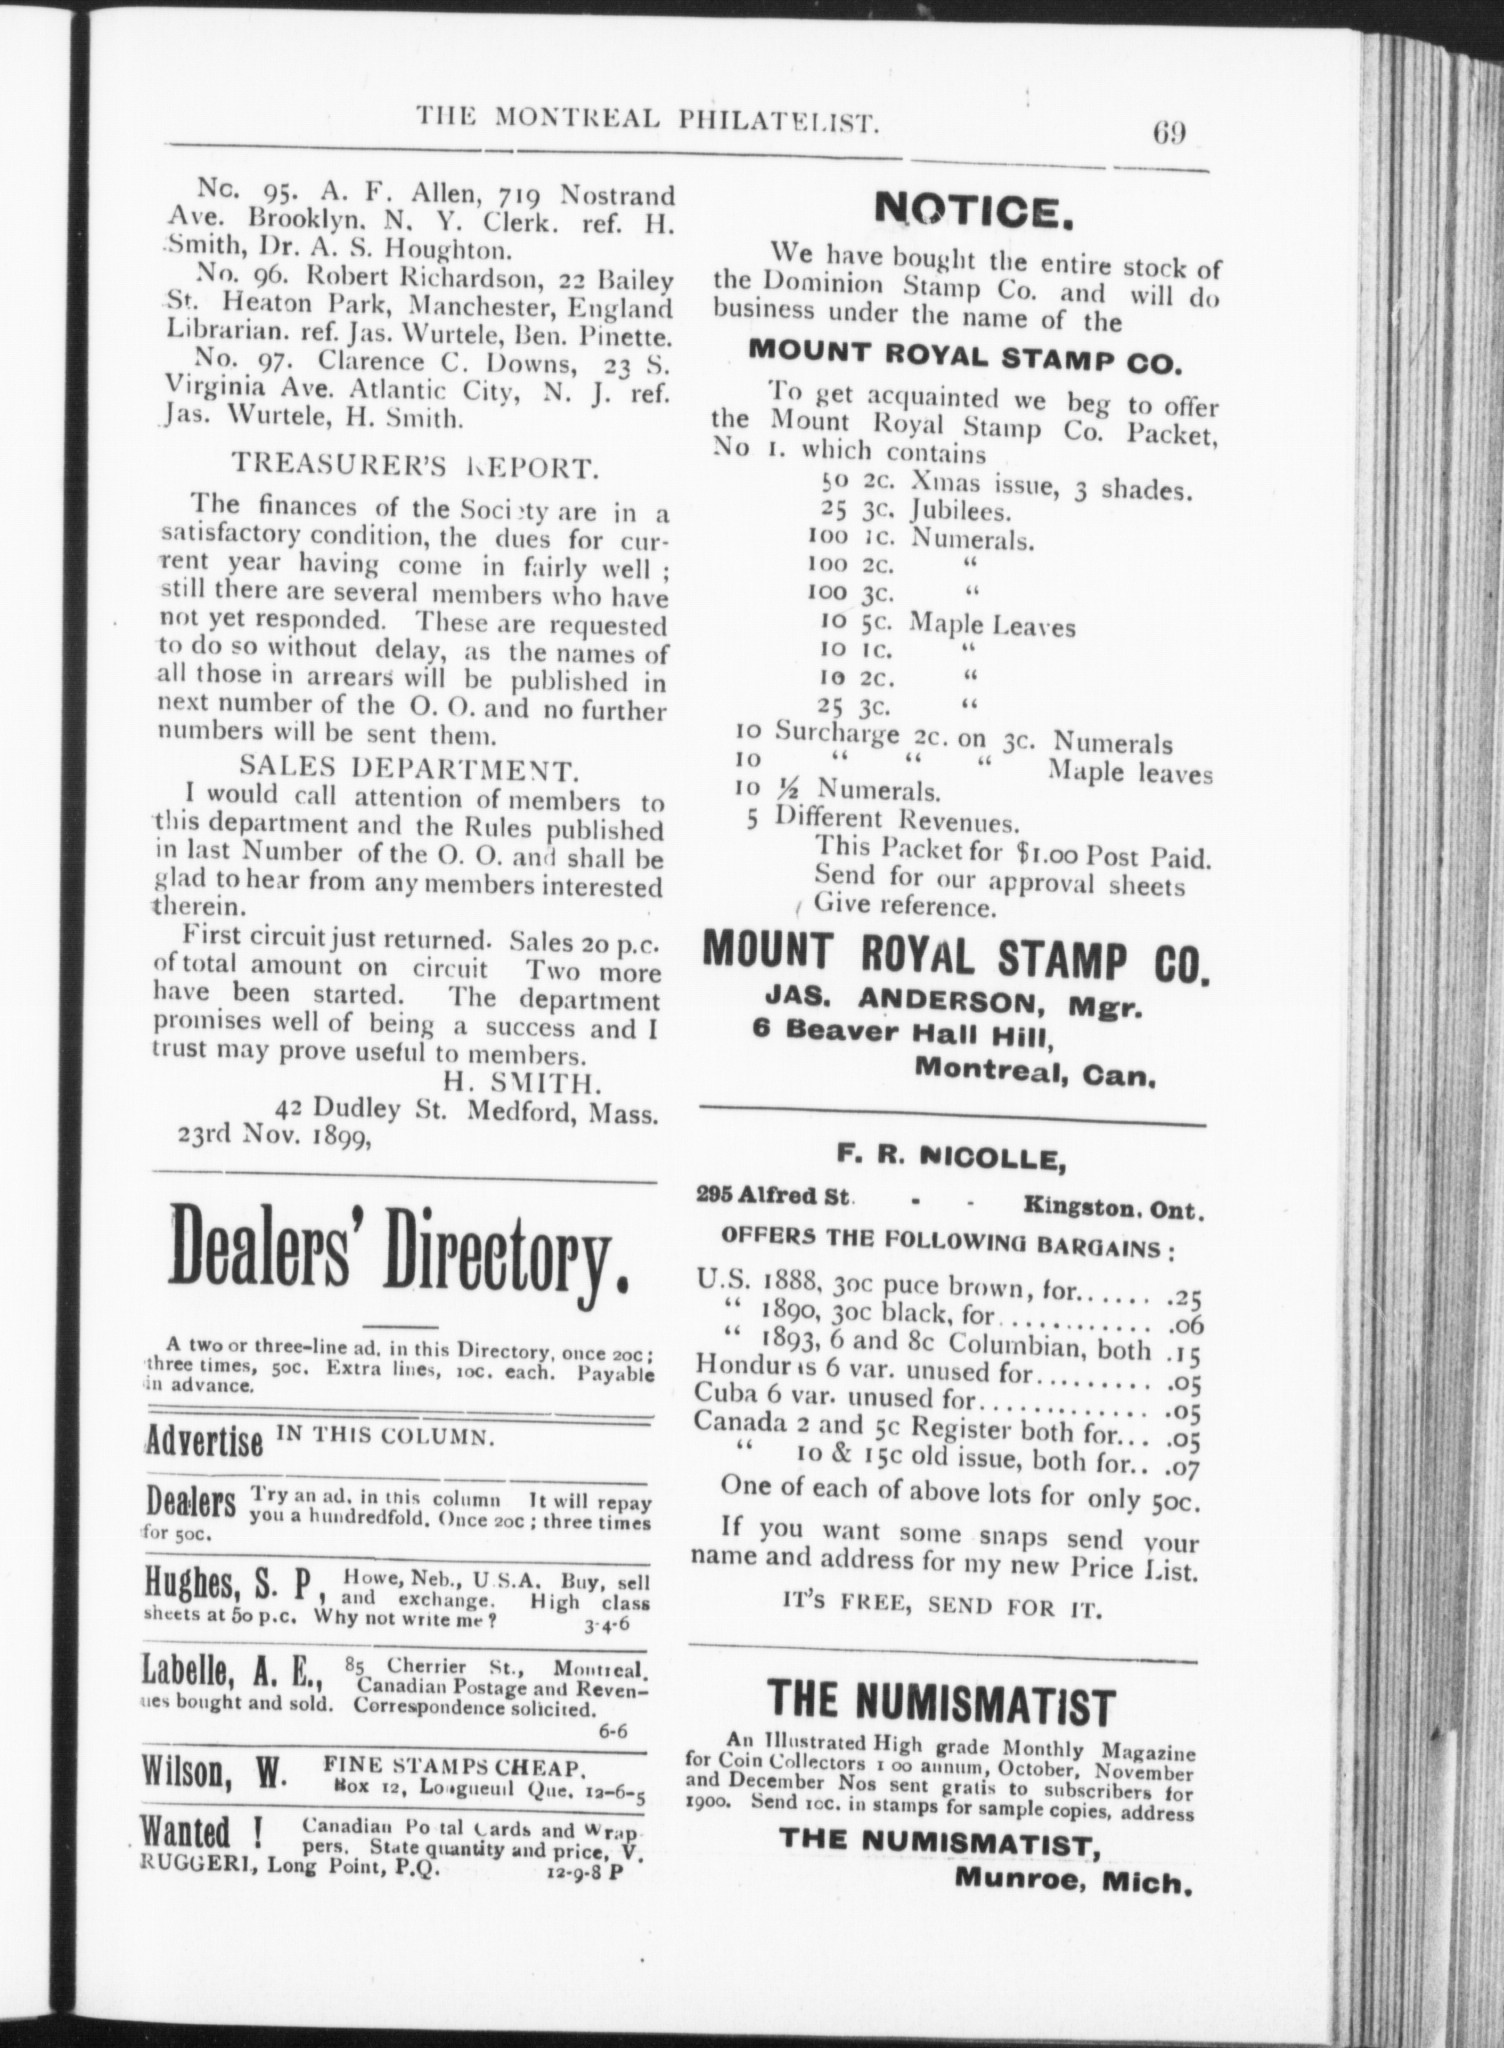 THE MONTREAL PHILATELIST.
69
No. 95. A. F. Allen, 719 Nostrand
Ave. Brooklyn. N. Y. Clerk. ref. H.
Smith, Dr. A. S. Houghton.
No. 96. Robert Richardson, 22 Bailey
St. Heaton Park, Manchester, England
Librarian. ref. Jas. Wurtele, Ben. Pinette.
No. 97. Clarence C. Downs, 23 S.
Virginia Ave. Atlantic City, N. J. ref.
Jas. Wurtele, H. Smith.
TREASURER'S REPORT.
The finances of the Society are in a
satisfactory condition, the dues for cur-
rent year having come in fairly well ;
still there are several members who have
not yet responded. These are requested
to do so without delay, as the names of
all those in arrears will be published in
next number of the O. O. and no further
numbers will be sent them.
SALES DEPARTMENT.
I would call attention of members to
this department and the Rules published
in last Number of the O. O. and shall be
glad to hear from any members interested
therein.
First circuit just returned. Sales 20 p.c.
of total amount on circuit Two more
have been started. The department
promises well of being a success and I
trust may prove useful to members.
H. SMITH.
42 Dudley St. Medford, Mass.
23rd Nov. 1899,
Dealers' Directory.
A two or three-line ad. in this Directory, once 20c ;
three times, 50c. Extra lines, 10c. each. Payable
in advance.
Advertise IN THIS COLUMN.
Dealers Try an ad. in this column It will repay
you a hundredfold. Once 20c ; three times
for 50c.
Hughes, S. P, Howe, Neb., U.S.A. Buy, sell
and exchange. High class
sheets at 50 p.c. Why not write me ? 3-4-6
Labelle, A. E., 85 Cherrier St., Montreal.
Canadian Postage and Reven-
ues bought and sold. Correspondence solicited.
6-6
Wilson, W. FINE STAMPS CHEAP.
Box 12, Longueuil Que. 12-6-5
Wanted ! Canadian Postal Cards and Wrap-
pers. State quantity and price, V.
RUGGERI, Long Point, P.Q. 12-9-8 P
NOTICE.
We have bought the entire stock of
the Dominion Stamp Co. and will do
business under the name of the
MOUNT ROYAL STAMP CO.
To get acquainted we beg to offer
the Mount Royal Stamp Co. Packet,
No 1. which contains
50 2c. Xmas issue, 3 shades.
25 3c. Jubilees.
100 1c. Numerals.
100 2c. "
100 3c. "
10 5c. Maple Leaves
10 1c. "
10 2c. "
25 3c. "
10 Surcharge 2c. on 3c. Numerals
10 " " " Maple leaves
10 ½ Numerals.
5 Different Revenues.
This Packet for $1.00 Post Paid.
Send for our approval sheets
Give reference.
MOUNT ROYAL STAMP CO.
JAS. ANDERSON, Mgr.
6 Beaver Hall Hill,
Montreal, Can.
F. R. NICOLLE,
295 Alfred St. - - Kingston. Ont.
OFFERS THE FOLLOWING BARGAINS :
U.S. 1888, 30c puce brown, for...... .25
" 1890, 30c black, for............. .06
" 1893, 6 and 8c Columbian, both .15
Honduras 6 var. unused for......... .05
Cuba 6 var. unused for............. .05
Canada 2 and 5c Register both for... .05
" 10 & 15c old issue, both for.. .07
One of each of above lots for only 50c.
If you want some snaps send your
name and address for my new Price List.
IT'S FREE, SEND FOR IT.
THE NUMISMATIST
An Illustrated High grade Monthly Magazine
for Coin Collectors 1 00 annum, October, November
and December Nos sent gratis to subscribers for
1900. Send 10c. in stamps for sample copies, address
THE NUMISMATIST,
Munroe, Mich.